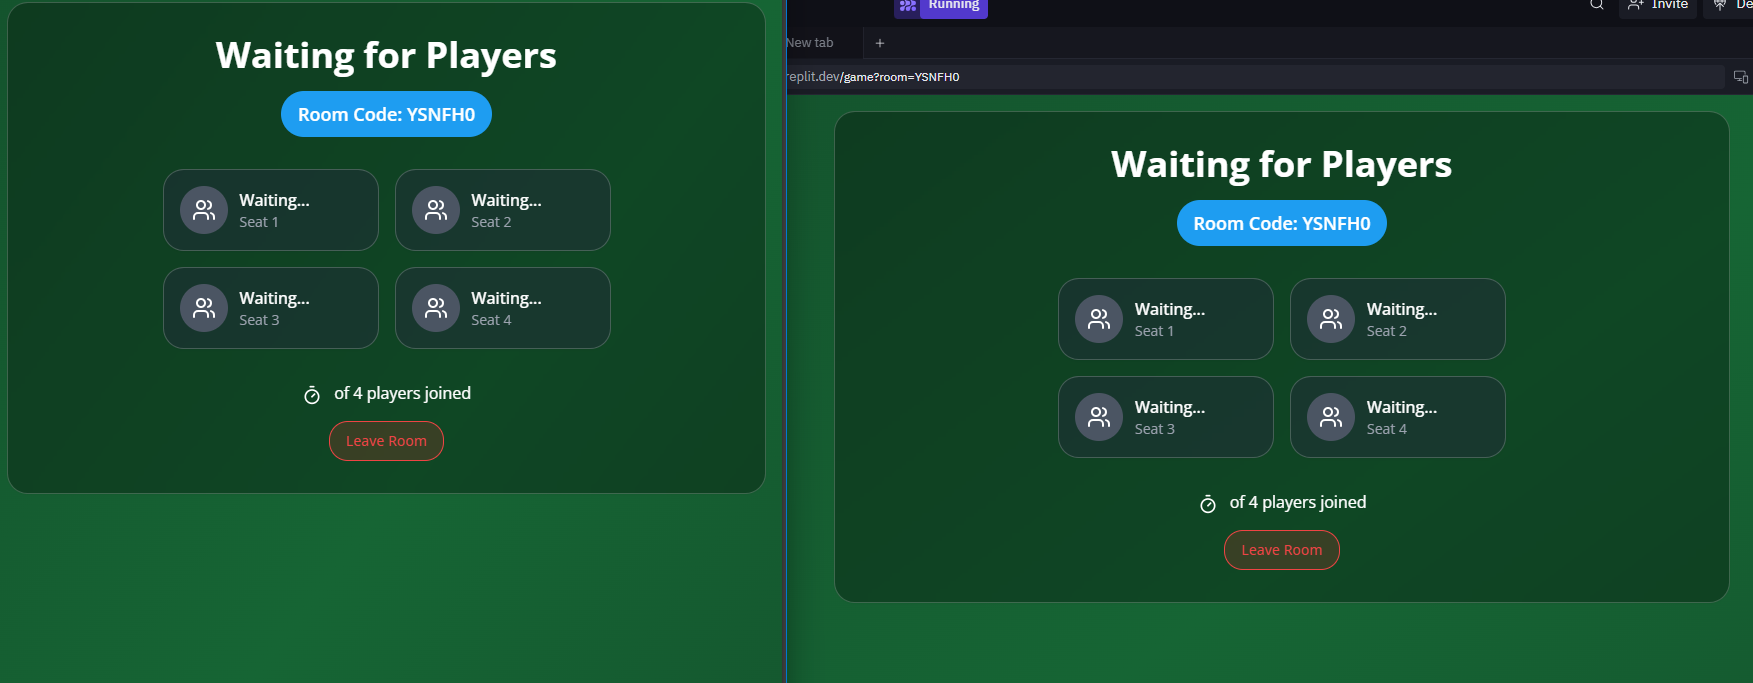 Waiting for Players
Room Code: YSNFH0
Waiting...
Seat 1
Waiting...
Seat 2
Waiting...
Seat 3
Waiting...
Seat 4
of 4 players joined
Leave Room
Running
Invite
De
New tab
+
replit.dev/game?room=YSNFH0
Waiting for Players
Room Code: YSNFH0
Waiting...
Seat 1
Waiting...
Seat 2
Waiting...
Seat 3
Waiting...
Seat 4
of 4 players joined
Leave Room